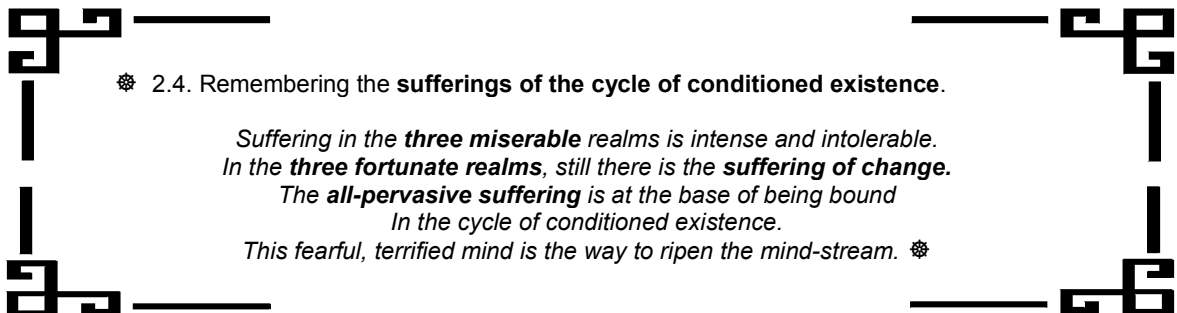 ☸ 2.4. Remembering the sufferings of the cycle of conditioned existence.
Suffering in the three miserable realms is intense and intolerable.
In the three fortunate realms, still there is the suffering of change.
The all-pervasive suffering is at the base of being bound
In the cycle of conditioned existence.
This fearful, terrified mind is the way to ripen the mind-stream. ☸